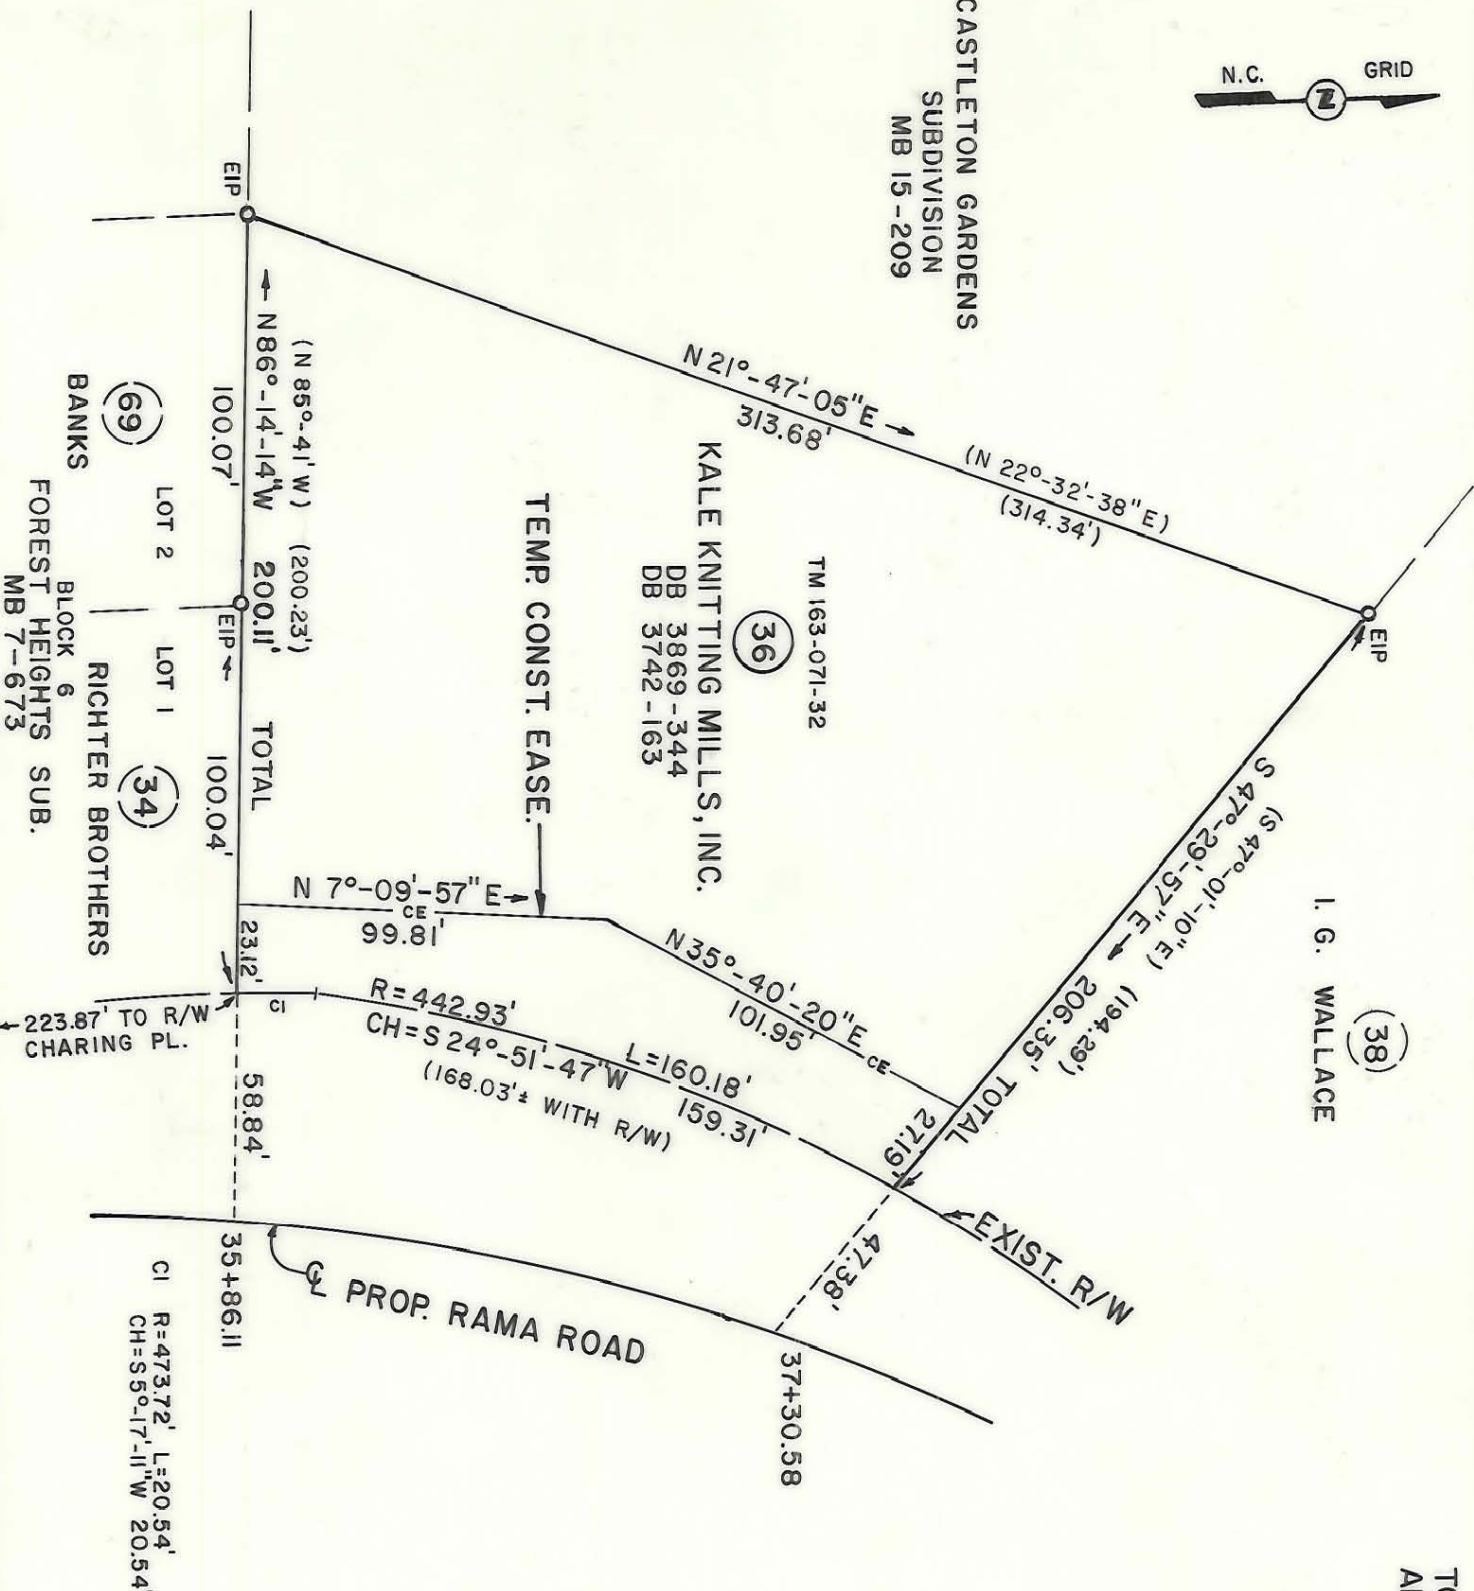 N.C. GRID
N
CASTLETON GARDENS
SUBDIVISION
MB 15-209
EIP
N 21°-47'-05"E
313.68'
(N 22°-32'-38"E)
(314.34')
EIP
S 47°-29'-57"E 206.35' TOTAL
(S 47°-01'-10"E) (194.29')
I. G. WALLACE
38
TM 163-071-32
36
KALE KNITTING MILLS, INC.
DB 3869-344
DB 3742-163
TEMP. CONST. EASE.
(N 85°-41'W) (200.23')
N86°-14'-14"W 200.11' TOTAL
100.07'
EIP
100.04'
69
BANKS
LOT 2
LOT 1
34
RICHTER BROTHERS
BLOCK 6
FOREST HEIGHTS SUB.
MB 7-673
N 7°-09'-57"E
CE
99.81'
N35°-40'-20"E
101.95'
CE
23.12'
27.19'
C1
R=442.93' L=160.18'
CH=S 24°-51'-47"W 159.31'
(168.03'± WITH R/W)
223.87' TO R/W
CHARING PL.
58.84'
47.38'
EXIST. R/W
35+86.11
37+30.58
℄ PROP. RAMA ROAD
C1 R=473.72' L=20.54'
CH=S5°-17'-11"W 20.54'